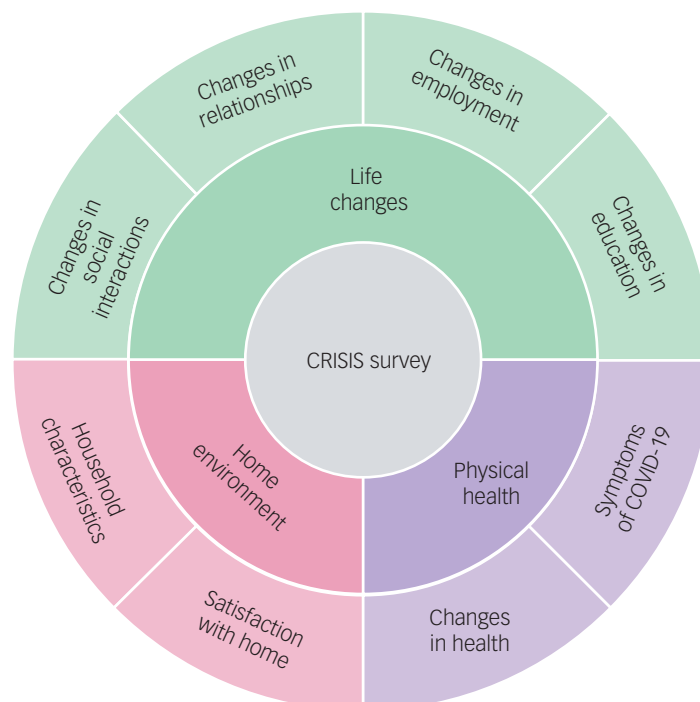 Changes in
relationships
Changes in
employment
Changes in
social
interactions
Life
changes
Changes in
education
CRISIS survey
Household
characteristics
Home
environment
Physical
health
Symptoms
of COVID-19
Satisfaction
with home
Changes
in health